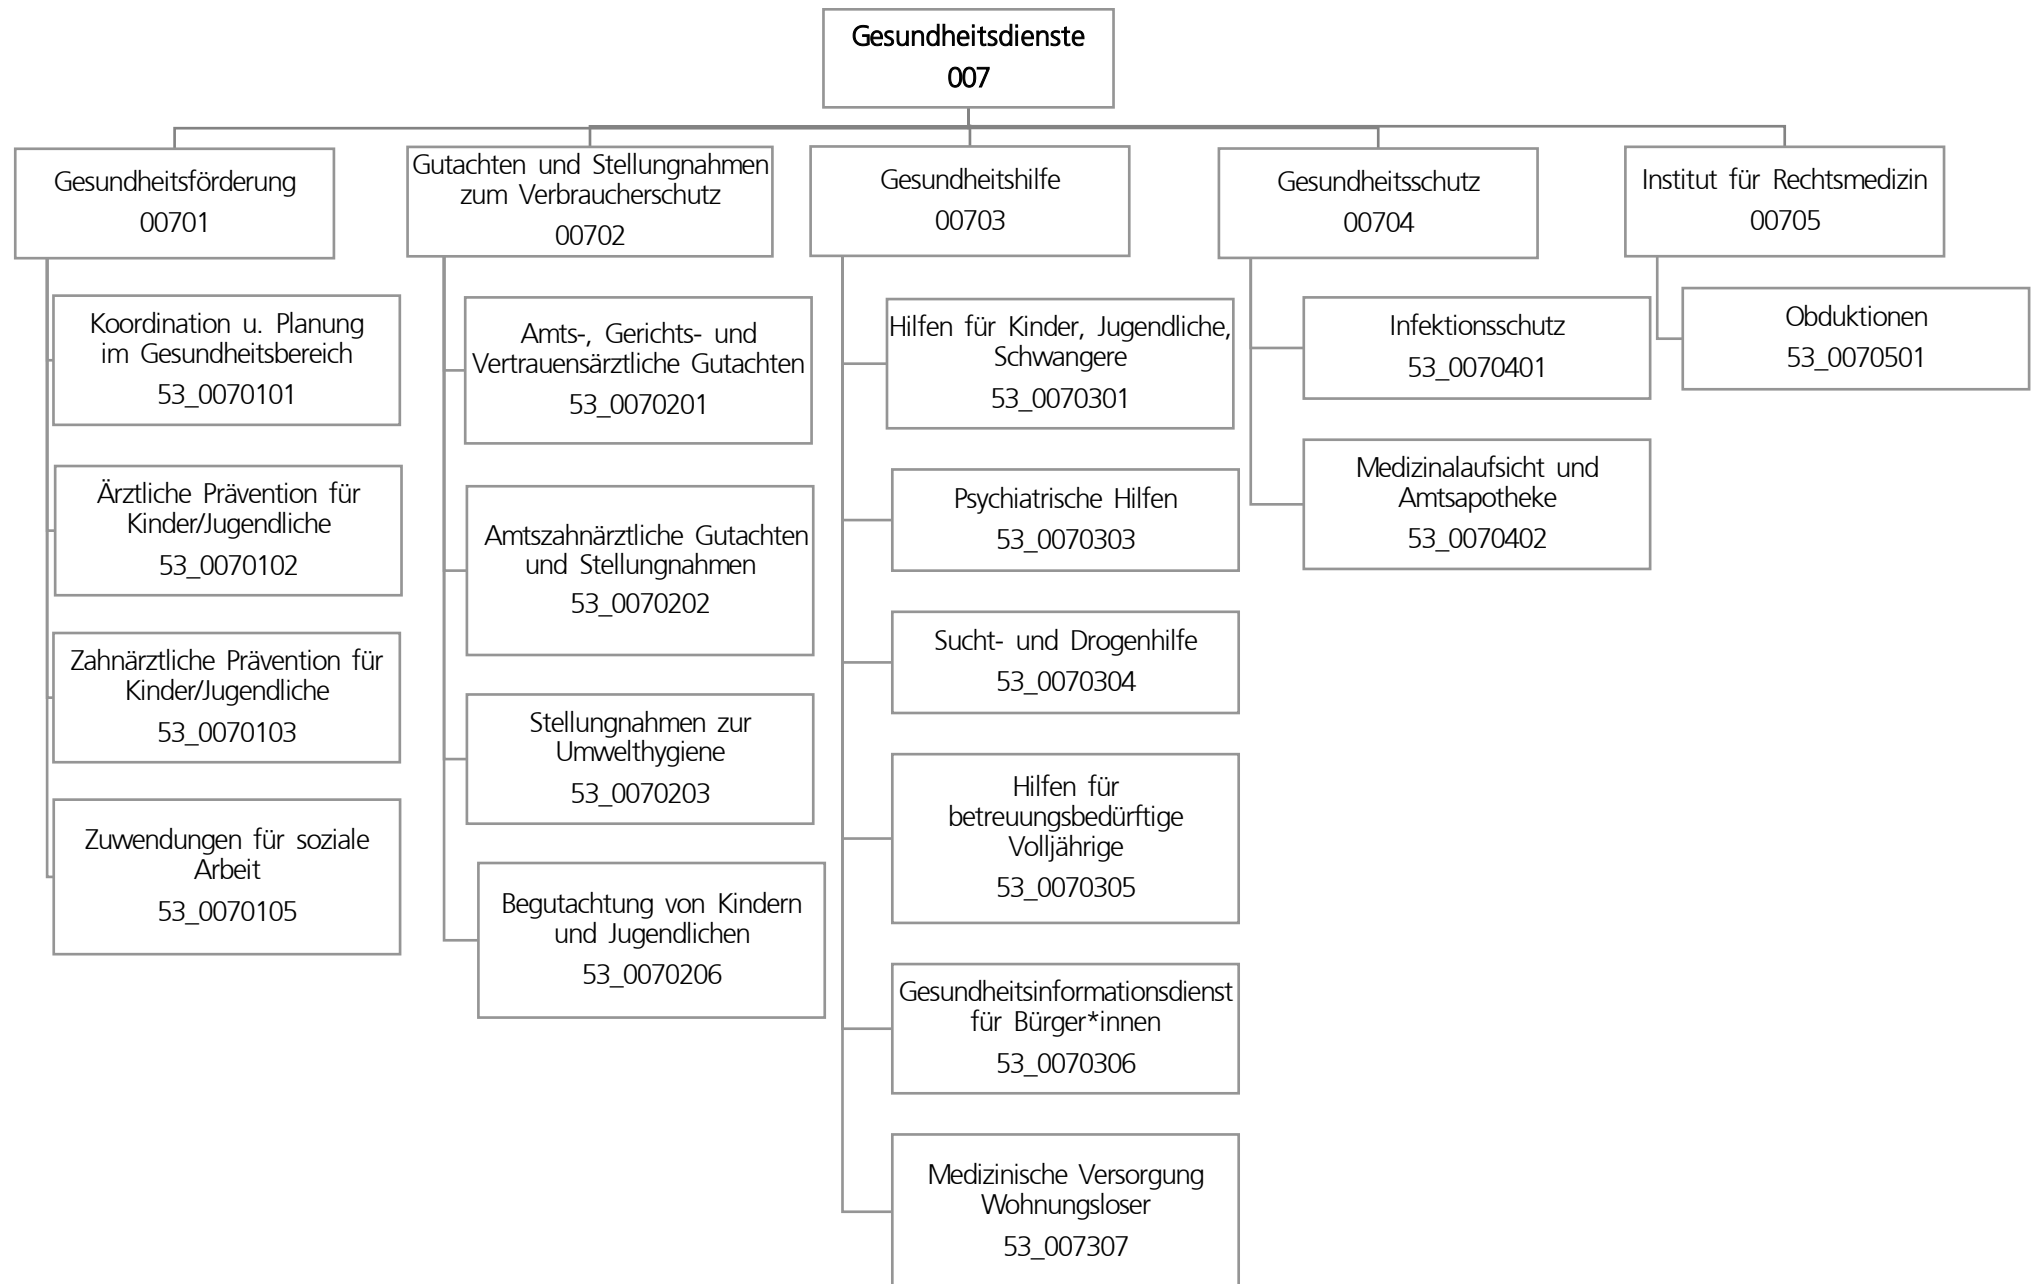 Gesundheitsdienste
007
Gesundheitsförderung
00701
Koordination u. Planung
im Gesundheitsbereich
53_0070101
Ärztliche Prävention für
Kinder/Jugendliche
53_0070102
Zahnärztliche Prävention für
Kinder/Jugendliche
53_0070103
Zuwendungen für soziale
Arbeit
53_0070105
Gutachten und Stellungnahmen
zum Verbraucherschutz
00702
Amts-, Gerichts- und
Vertrauensärztliche Gutachten
53_0070201
Amtszahnärztliche Gutachten
und Stellungnahmen
53_0070202
Stellungnahmen zur
Umwelthygiene
53_0070203
Begutachtung von Kindern
und Jugendlichen
53_0070206
Gesundheitshilfe
00703
Hilfen für Kinder, Jugendliche,
Schwangere
53_0070301
Psychiatrische Hilfen
53_0070303
Sucht- und Drogenhilfe
53_0070304
Hilfen für
betreuungsbedürftige
Volljährige
53_0070305
Gesundheitsinformationsdienst
für Bürger*innen
53_0070306
Medizinische Versorgung
Wohnungsloser
53_007307
Gesundheitsschutz
00704
Infektionsschutz
53_0070401
Medizinalaufsicht und
Amtsapotheke
53_0070402
Institut für Rechtsmedizin
00705
Obduktionen
53_0070501